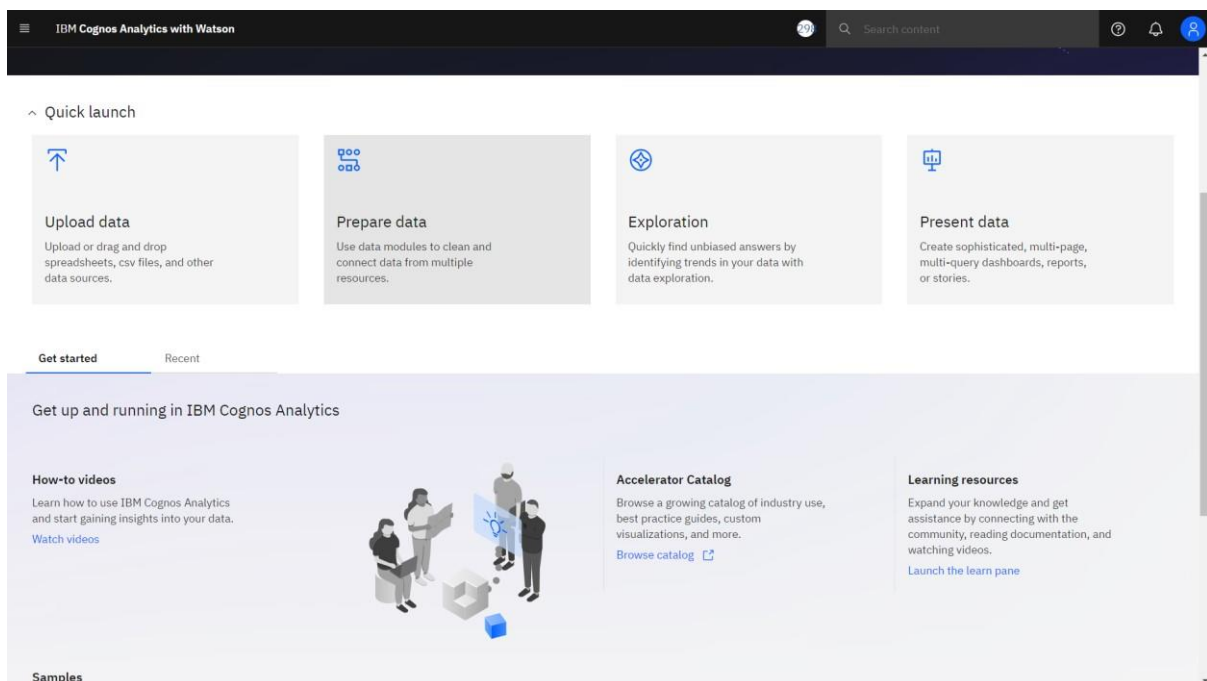 IBM Cognos Analytics with Watson
Search content
Quick launch
Upload data
Upload or drag and drop
spreadsheets, csv files, and other
data sources.
Prepare data
Use data modules to clean and
connect data from multiple
resources.
Exploration
Quickly find unbiased answers by
identifying trends in your data with
data exploration.
Present data
Create sophisticated, multi-page,
multi-query dashboards, reports,
or stories.
Get started
Recent
Get up and running in IBM Cognos Analytics
How-to videos
Learn how to use IBM Cognos Analytics
and start gaining insights into your data.
Watch videos
Accelerator Catalog
Browse a growing catalog of industry use,
best practice guides, custom
visualizations, and more.
Browse catalog
Learning resources
Expand your knowledge and get
assistance by connecting with the
community, reading documentation, and
watching videos.
Launch the learn pane
Samples